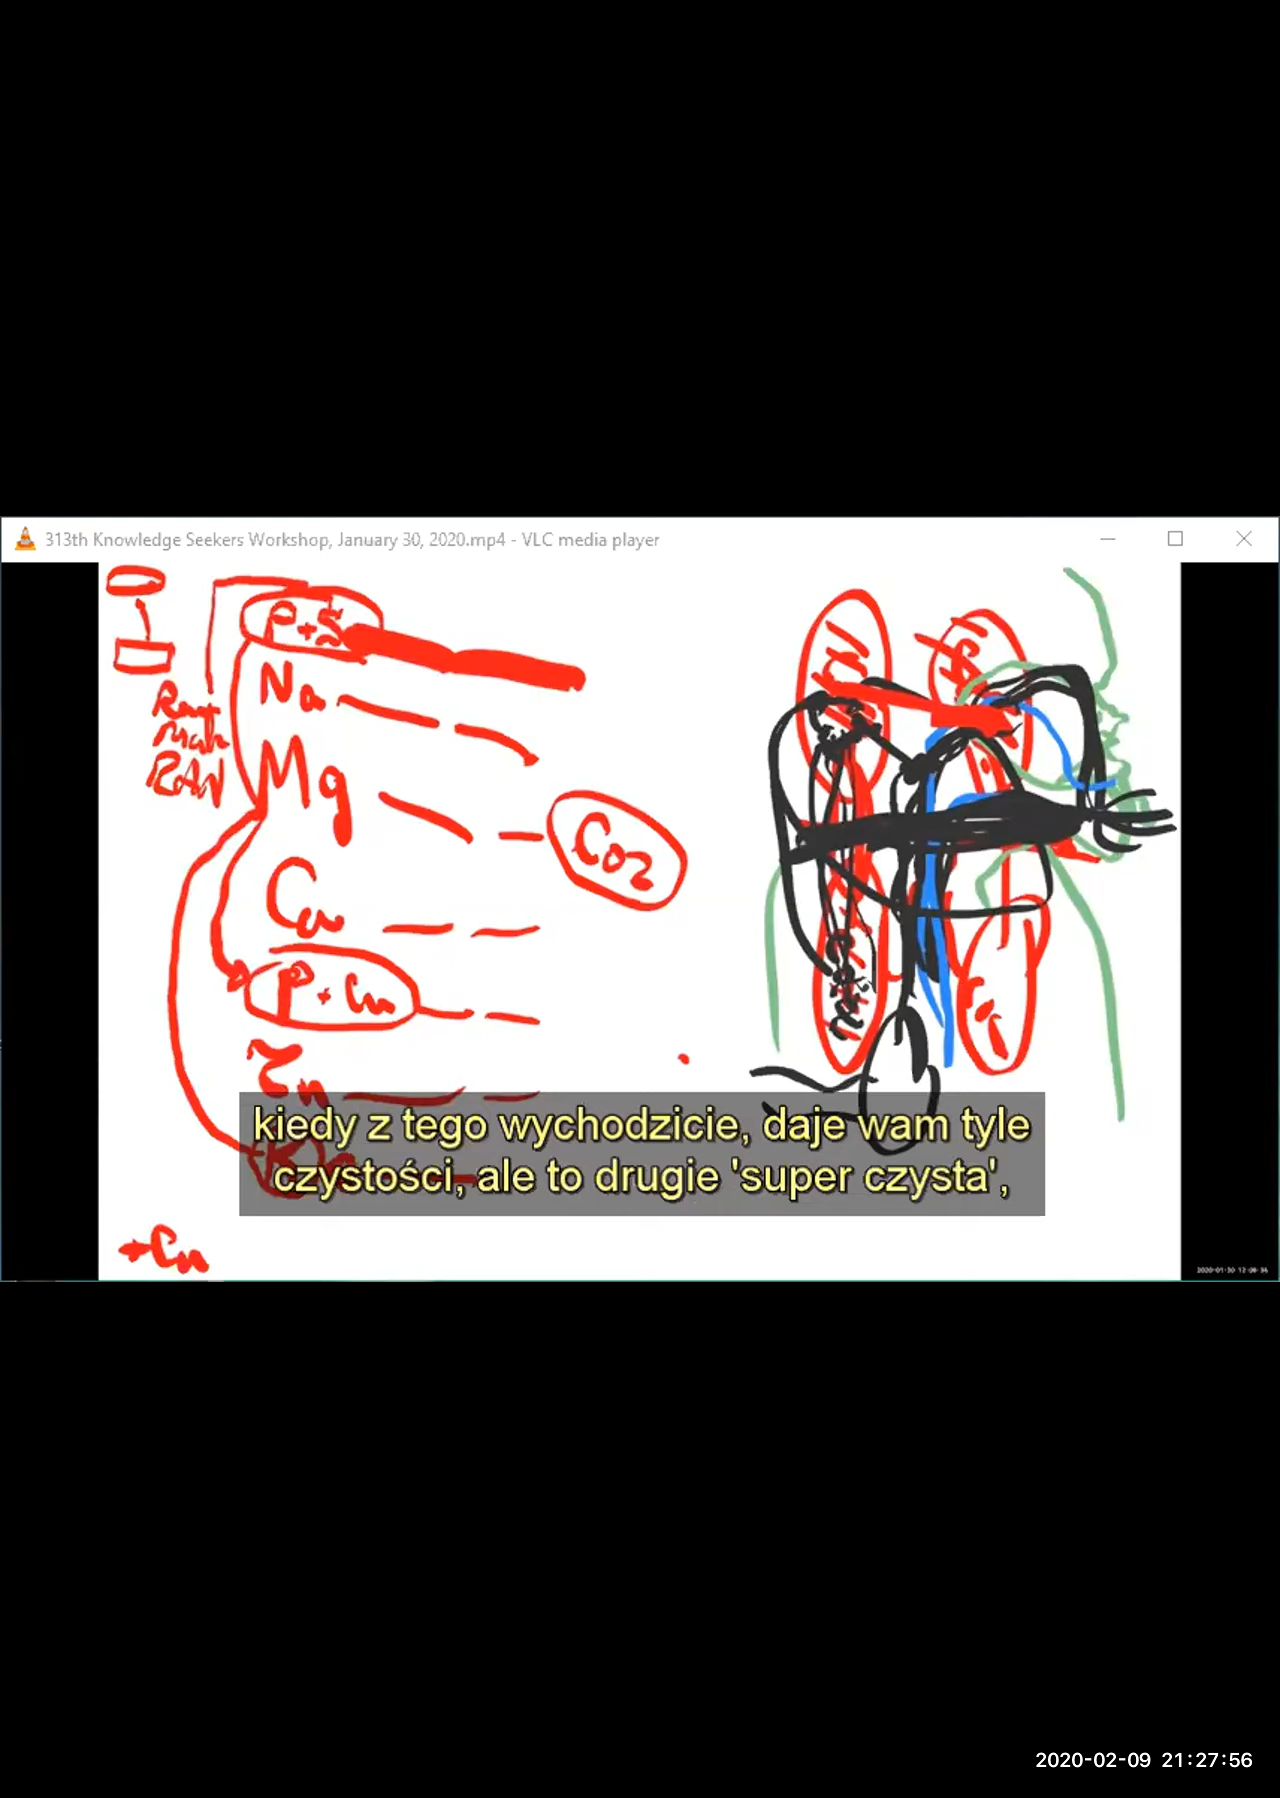 313th Knowledge Seekers Workshop, January 30, 2020.mp4 - VLC media player
P+S
Na
Mg
CO2
Ca
P+Cu
Zn
K
+Cu
kiedy z tego wychodzicie, daje wam tyle
czystości, ale to drugie 'super czysta',
2020-02-09 21:27:56